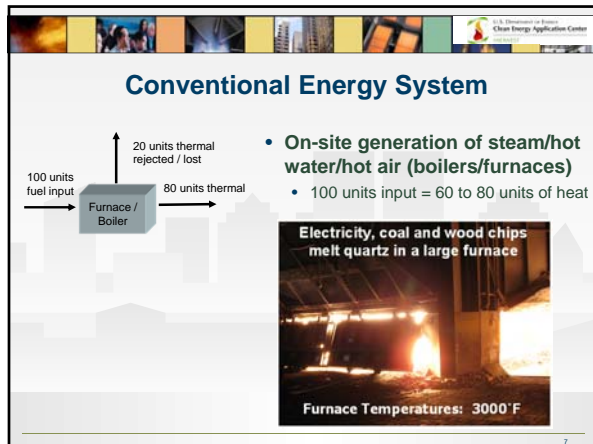 U.S. Department of Energy
Clean Energy Application Center
MIDWEST
Conventional Energy System
20 units thermal
rejected / lost
100 units
fuel input
80 units thermal
Furnace /
Boiler
• On-site generation of steam/hot
water/hot air (boilers/furnaces)
• 100 units input = 60 to 80 units of heat
Electricity, coal and wood chips
melt quartz in a large furnace
Furnace Temperatures: 3000˚F
7